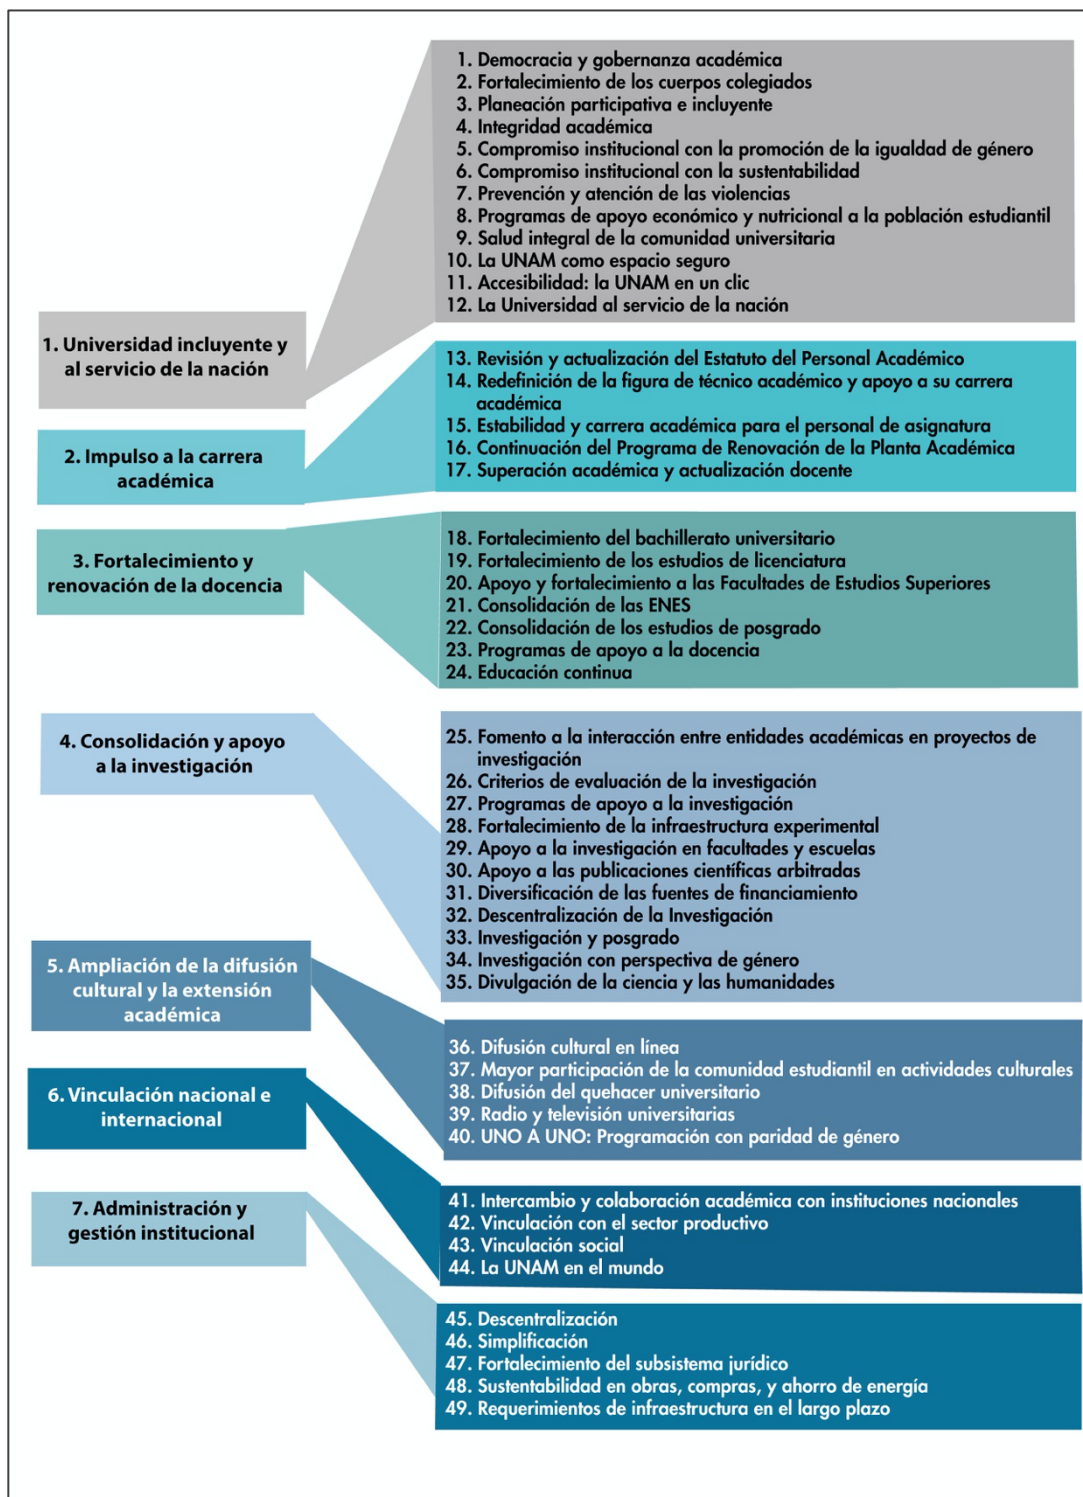 1. Democracia y gobernanza académica
2. Fortalecimiento de los cuerpos colegiados
3. Planeación participativa e incluyente
4. Integridad académica
5. Compromiso institucional con la promoción de la igualdad de género
6. Compromiso institucional con la sustentabilidad
7. Prevención y atención de las violencias
8. Programas de apoyo económico y nutricional a la población estudiantil
9. Salud integral de la comunidad universitaria
10. La UNAM como espacio seguro
11. Accesibilidad: la UNAM en un clic
12. La Universidad al servicio de la nación
1. Universidad incluyente y
al servicio de la nación
13. Revisión y actualización del Estatuto del Personal Académico
14. Redefinición de la figura de técnico académico y apoyo a su carrera
académica
15. Estabilidad y carrera académica para el personal de asignatura
16. Continuación del Programa de Renovación de la Planta Académica
17. Superación académica y actualización docente
2. Impulso a la carrera
académica
3. Fortalecimiento y
renovación de la docencia
18. Fortalecimiento del bachillerato universitario
19. Fortalecimiento de los estudios de licenciatura
20. Apoyo y fortalecimiento a las Facultades de Estudios Superiores
21. Consolidación de las ENES
22. Consolidación de los estudios de posgrado
23. Programas de apoyo a la docencia
24. Educación continua
4. Consolidación y apoyo
a la investigación
25. Fomento a la interacción entre entidades académicas en proyectos de
investigación
26. Criterios de evaluación de la investigación
27. Programas de apoyo a la investigación
28. Fortalecimiento de la infraestructura experimental
29. Apoyo a la investigación en facultades y escuelas
30. Apoyo a las publicaciones científicas arbitradas
31. Diversificación de las fuentes de financiamiento
32. Descentralización de la Investigación
33. Investigación y posgrado
34. Investigación con perspectiva de género
35. Divulgación de la ciencia y las humanidades
5. Ampliación de la difusión
cultural y la extensión
académica
36. Difusión cultural en línea
37. Mayor participación de la comunidad estudiantil en actividades culturales
38. Difusión del quehacer universitario
39. Radio y televisión universitarias
40. UNO A UNO: Programación con paridad de género
6. Vinculación nacional e
internacional
41. Intercambio y colaboración académica con instituciones nacionales
42. Vinculación con el sector productivo
43. Vinculación social
44. La UNAM en el mundo
7. Administración y
gestión institucional
45. Descentralización
46. Simplificación
47. Fortalecimiento del subsistema jurídico
48. Sustentabilidad en obras, compras, y ahorro de energía
49. Requerimientos de infraestructura en el largo plazo